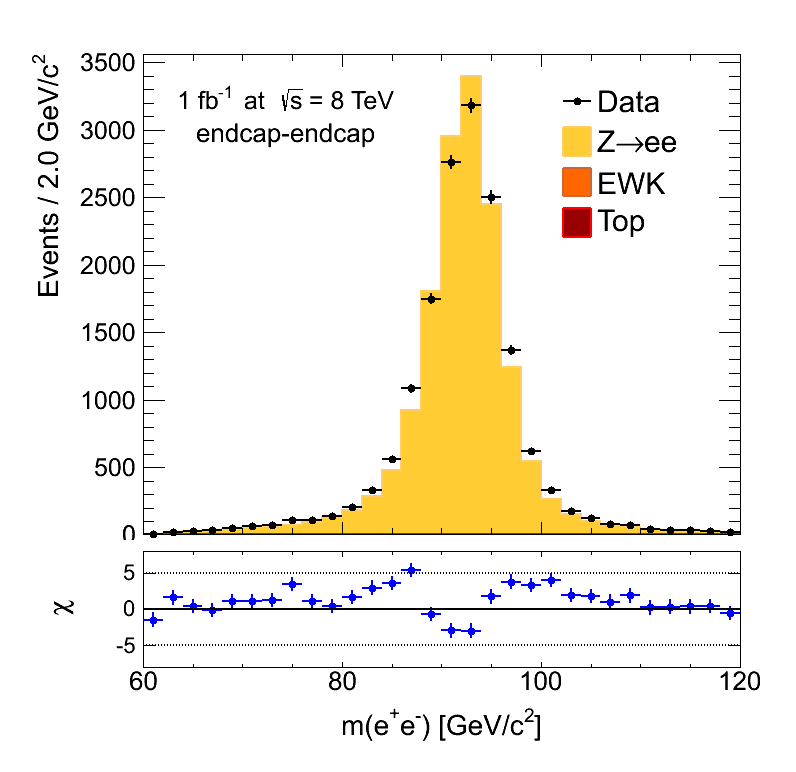 Events / 2.0 GeV/c²
3500
3000
2500
2000
1500
1000
500
0
1 fb⁻¹ at √s = 8 TeV
endcap-endcap
Data
Z→ee
EWK
Top
χ
5
0
-5
60
80
100
120
m(e⁺e⁻) [GeV/c²]